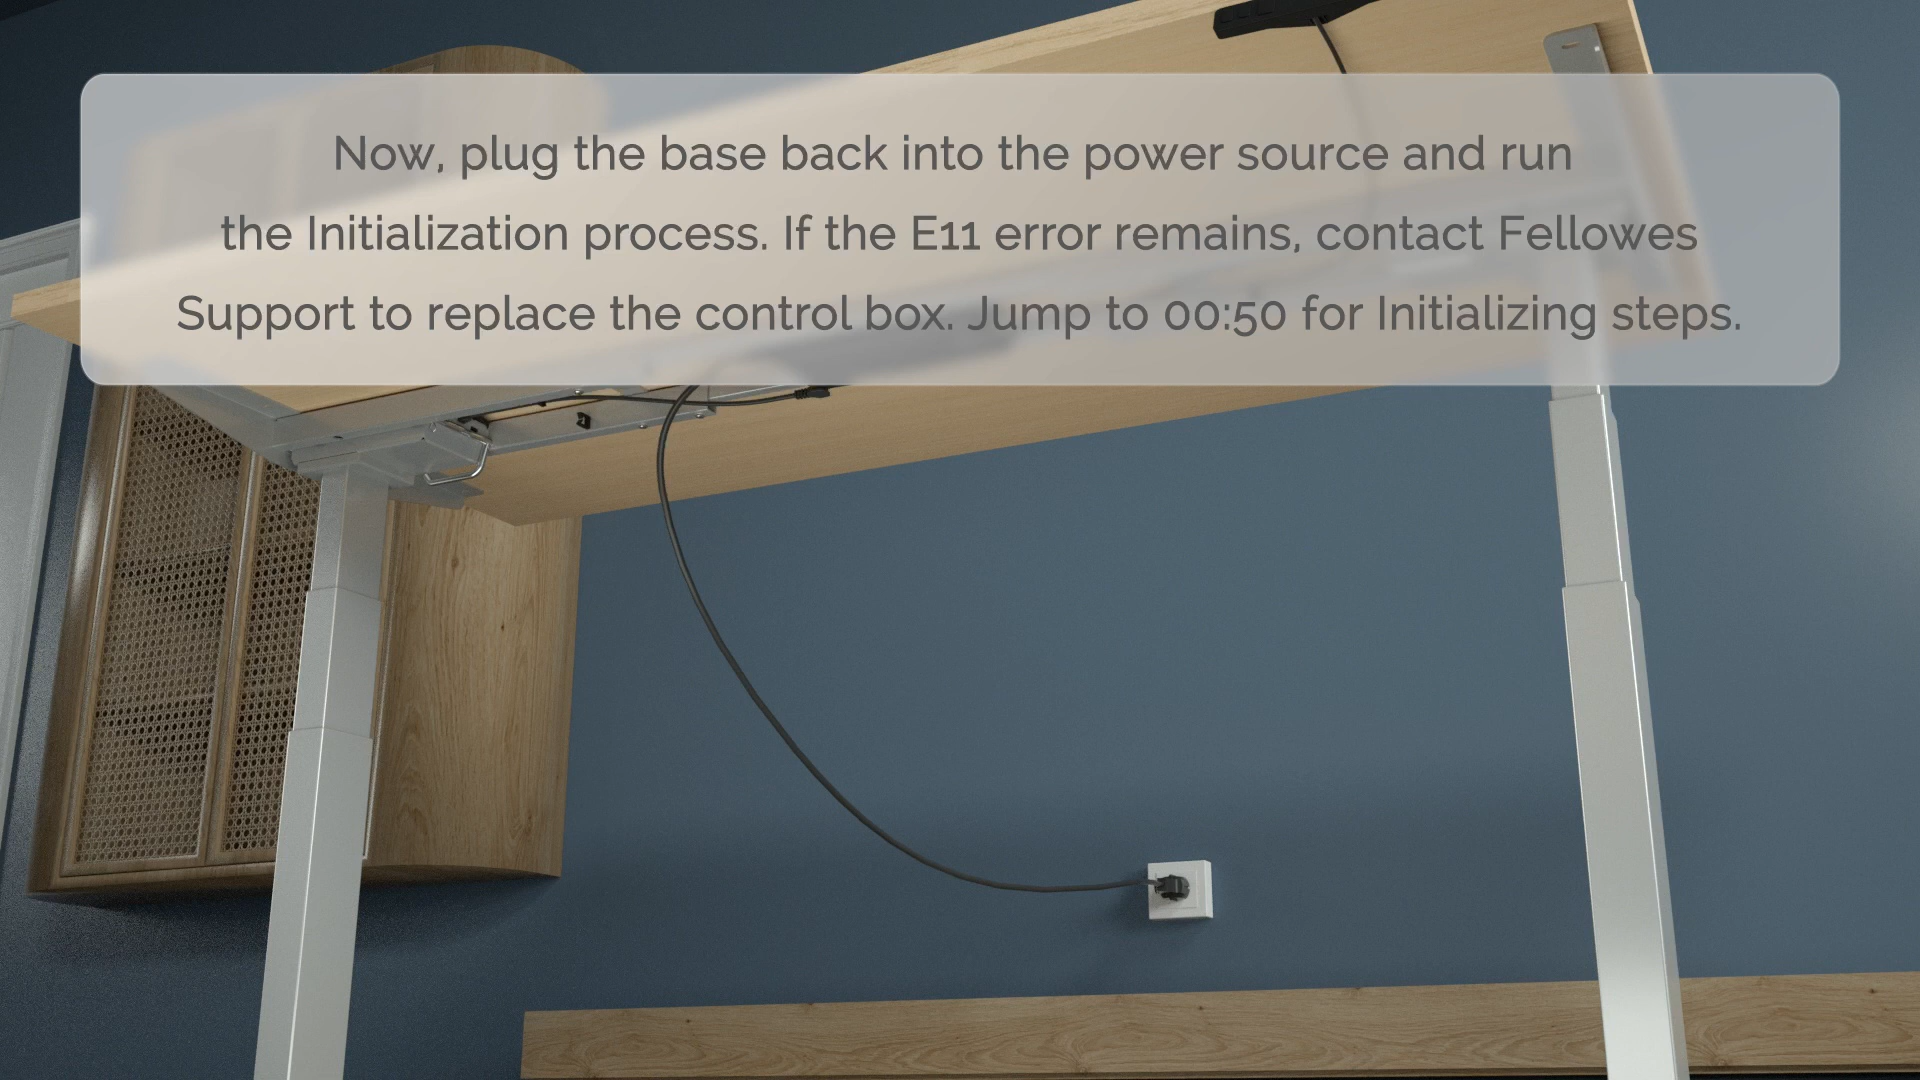 Now, plug the base back into the power source and run
the Initialization process. If the E11 error remains, contact Fellowes
Support to replace the control box. Jump to 00:50 for Initializing steps.